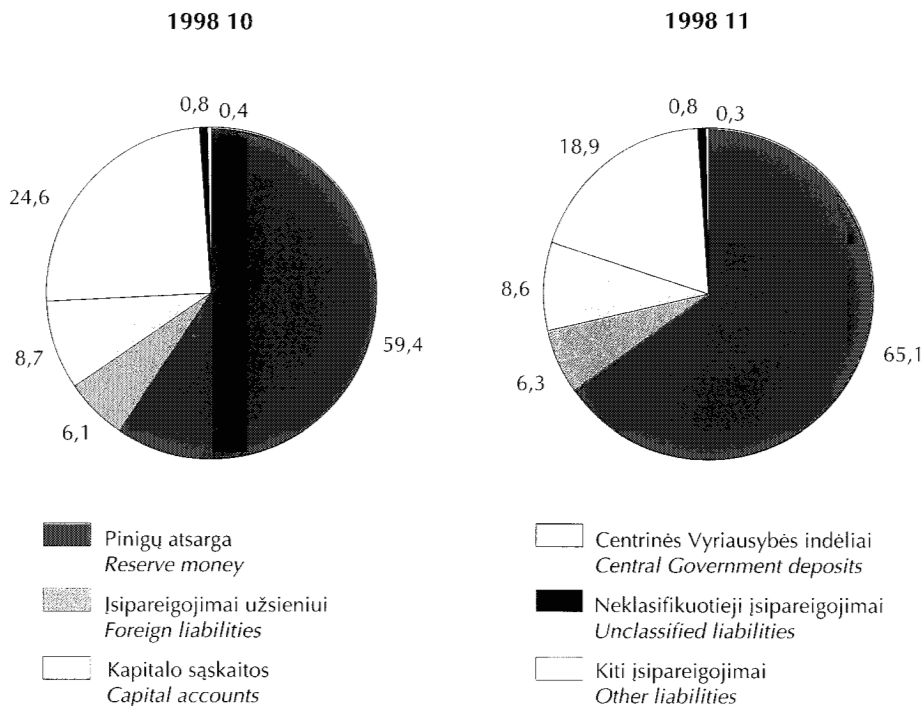 1998 10
0,8
0,4
24,6
8,7
6,1
59,4
1998 11
0,8
0,3
18,9
8,6
6,3
65,1
Pinigų atsarga
Reserve money
Įsipareigojimai užsieniui
Foreign liabilities
Kapitalo sąskaitos
Capital accounts
Centrinės Vyriausybės indėliai
Central Government deposits
Neklasifikuotieji įsipareigojimai
Unclassified liabilities
Kiti įsipareigojimai
Other liabilities